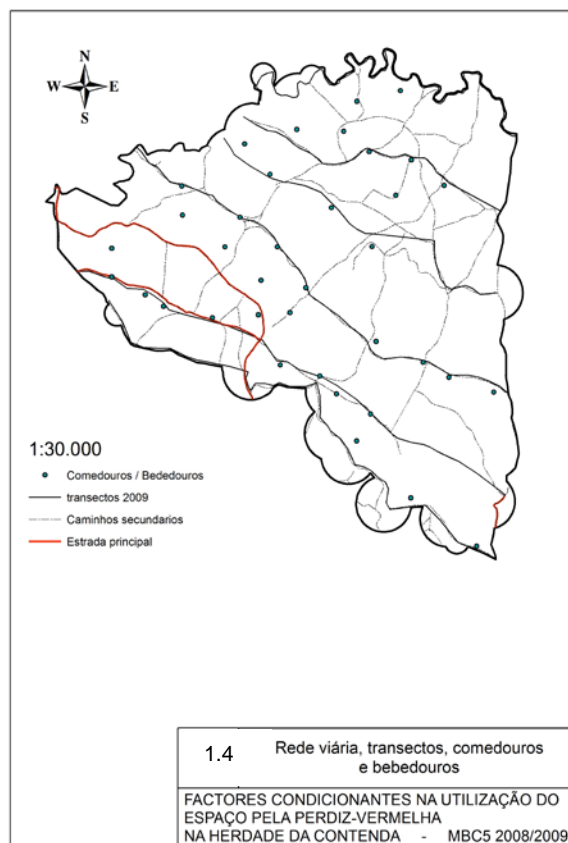 N
W E
S
1:30.000
Comedouros / Bededouros
transectos 2009
Caminhos secundarios
Estrada principal
1.4 Rede viária, transectos, comedouros
e bebedouros
FACTORES CONDICIONANTES NA UTILIZAÇÃO DO
ESPAÇO PELA PERDIZ-VERMELHA
NA HERDADE DA CONTENDA - MBC5 2008/2009